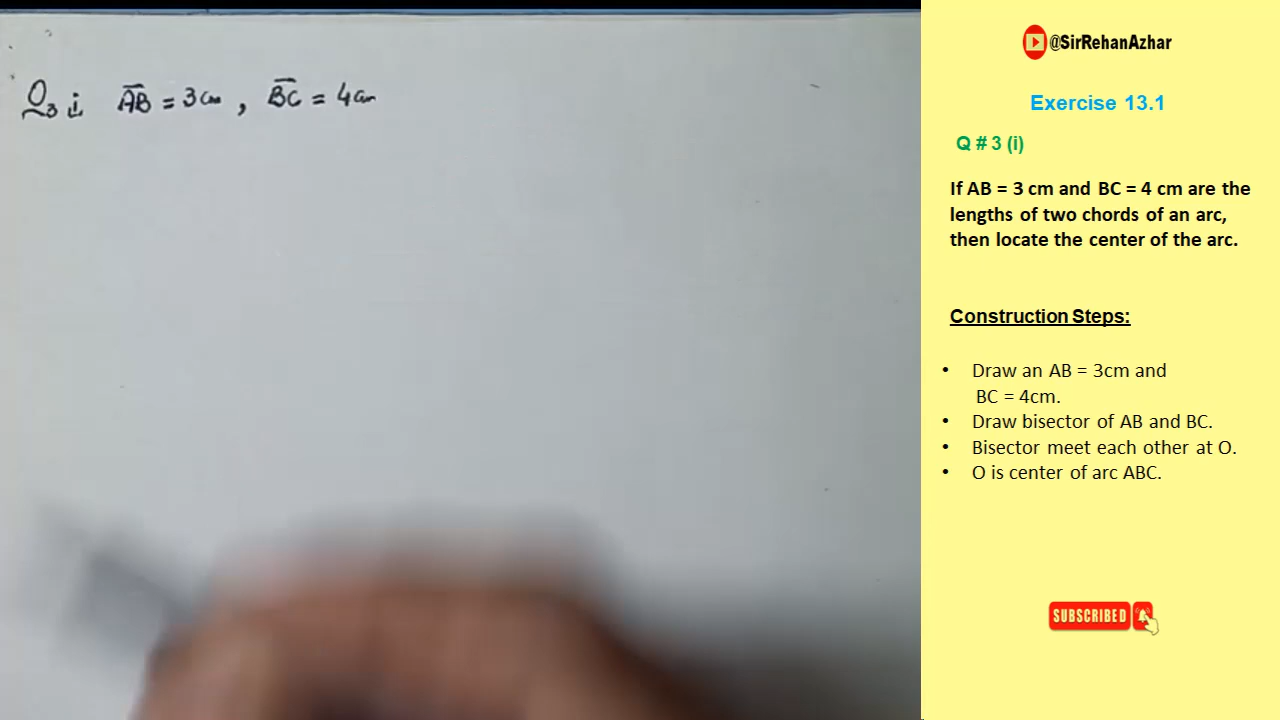 Q3 i AB = 3cm , BC = 4cm
@SirRehanAzhar
Exercise 13.1
Q # 3 (i)
If AB = 3 cm and BC = 4 cm are the
lengths of two chords of an arc,
then locate the center of the arc.
Construction Steps:
• Draw an AB = 3cm and
BC = 4cm.
• Draw bisector of AB and BC.
• Bisector meet each other at O.
• O is center of arc ABC.
SUBSCRIBED